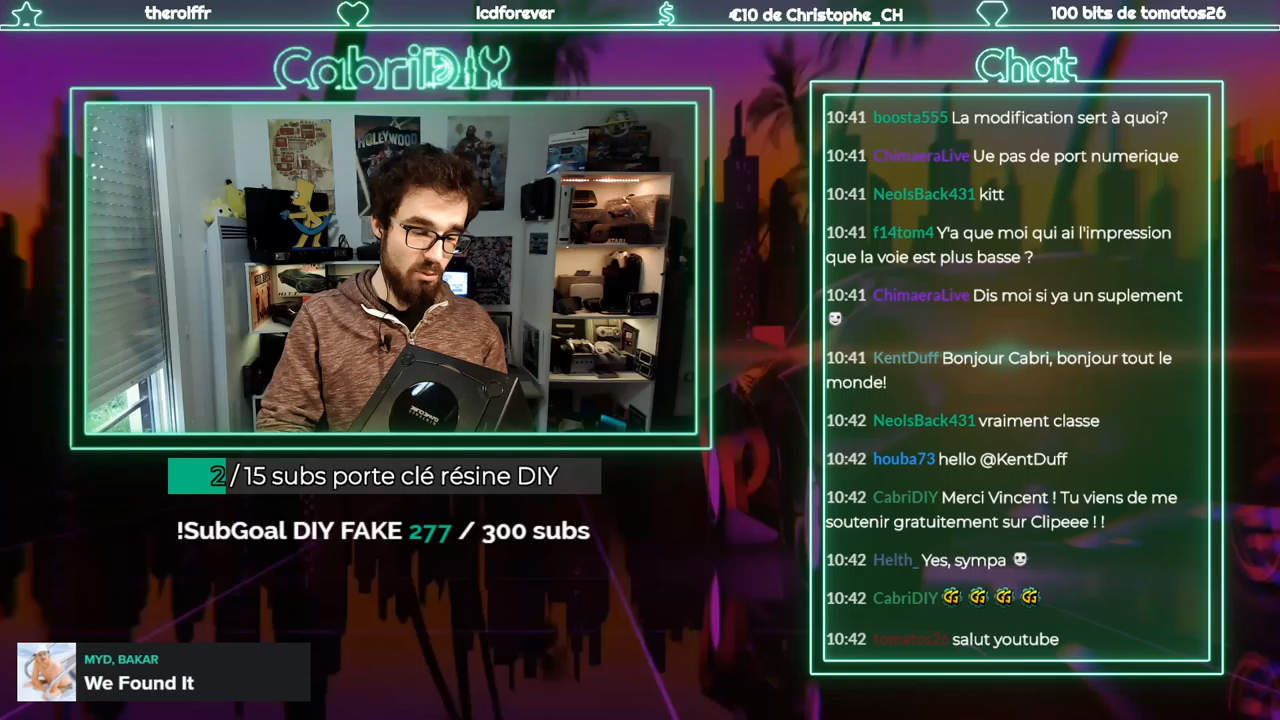 therolffr
lcdforever
€10 de Christophe_CH
100 bits de tomatos26
CabriDIY
Chat
HOLLYWOOD
10:41 boosta555 La modification sert à quoi?
10:41 ChimaeraLive Ue pas de port numerique
10:41 NeoIsBack431 kitt
10:41 f14tom4 Y'a que moi qui ai l'impression
que la voie est plus basse ?
10:41 ChimaeraLive Dis moi si ya un suplement
10:41 KentDuff Bonjour Cabri, bonjour tout le
monde!
10:42 NeoIsBack431 vraiment classe
10:42 houba73 hello @KentDuff
10:42 CabriDIY Merci Vincent ! Tu viens de me
soutenir gratuitement sur Clipeee ! !
10:42 Helth_ Yes, sympa
10:42 CabriDIY
10:42 tomatos26 salut youtube
2 / 15 subs porte clé résine DIY
!SubGoal DIY FAKE 277 / 300 subs
MYD, BAKAR
We Found It